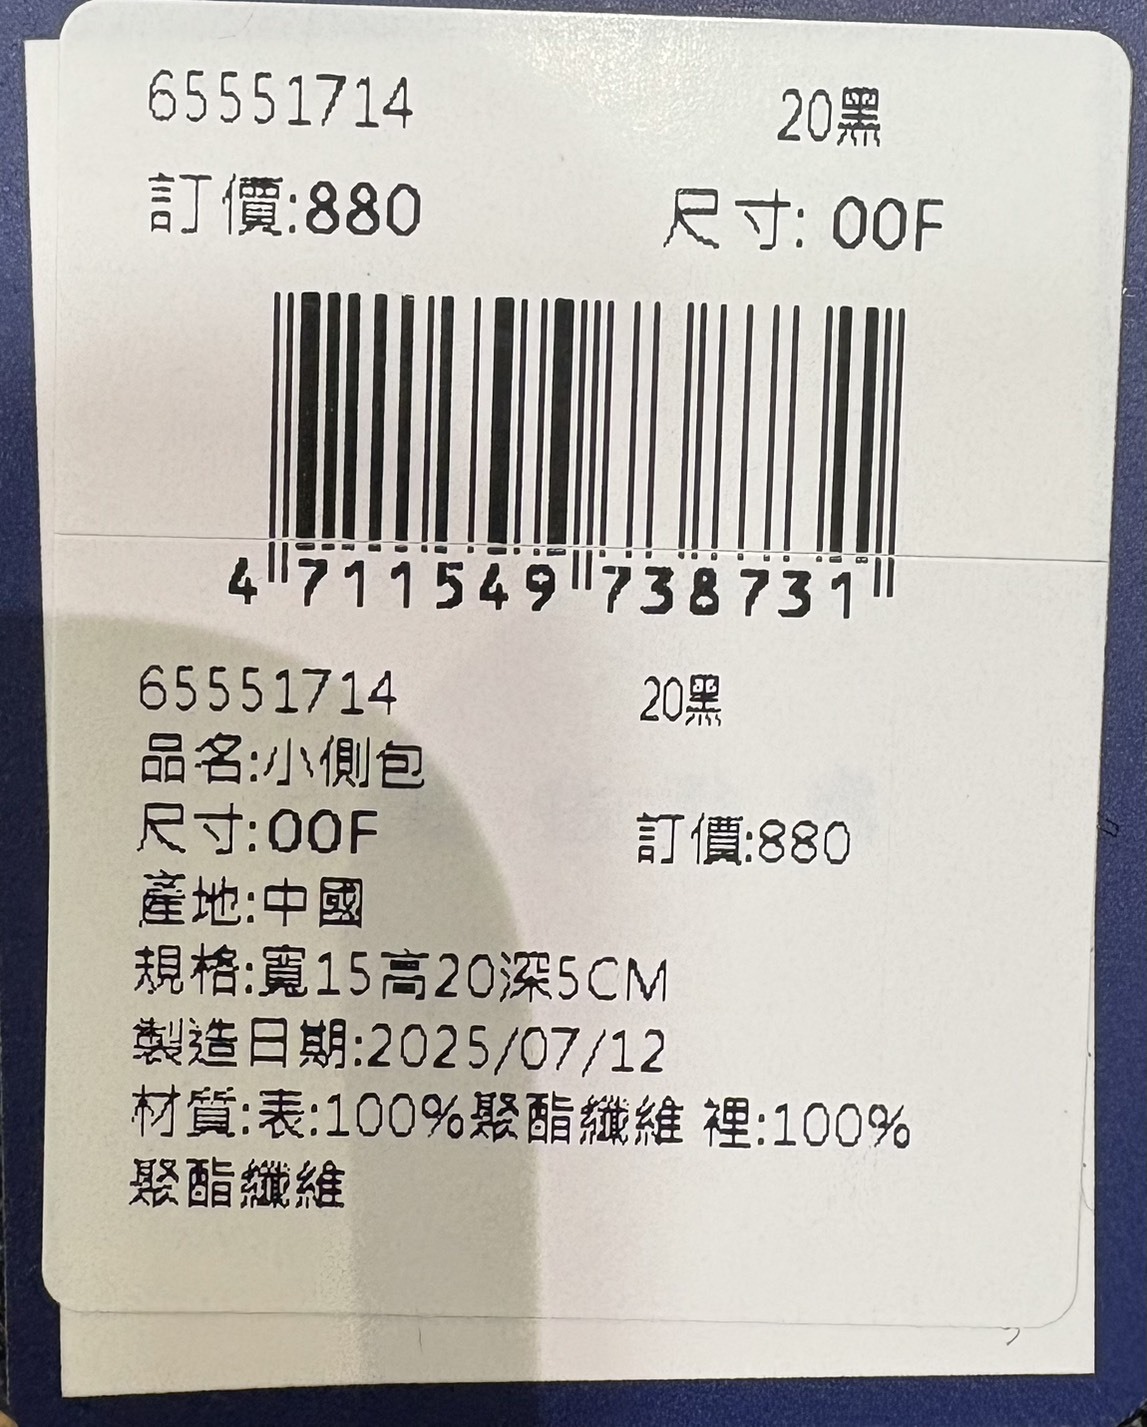 65551714 20黑
訂價:880 尺寸: 00F
4 711549 738731
65551714 20黑
品名:小側包
尺寸:00F 訂價:880
產地:中國
規格:寬15高20深5CM
製造日期:2025/07/12
材質:表:100%聚酯纖維 裡:100%
聚酯纖維